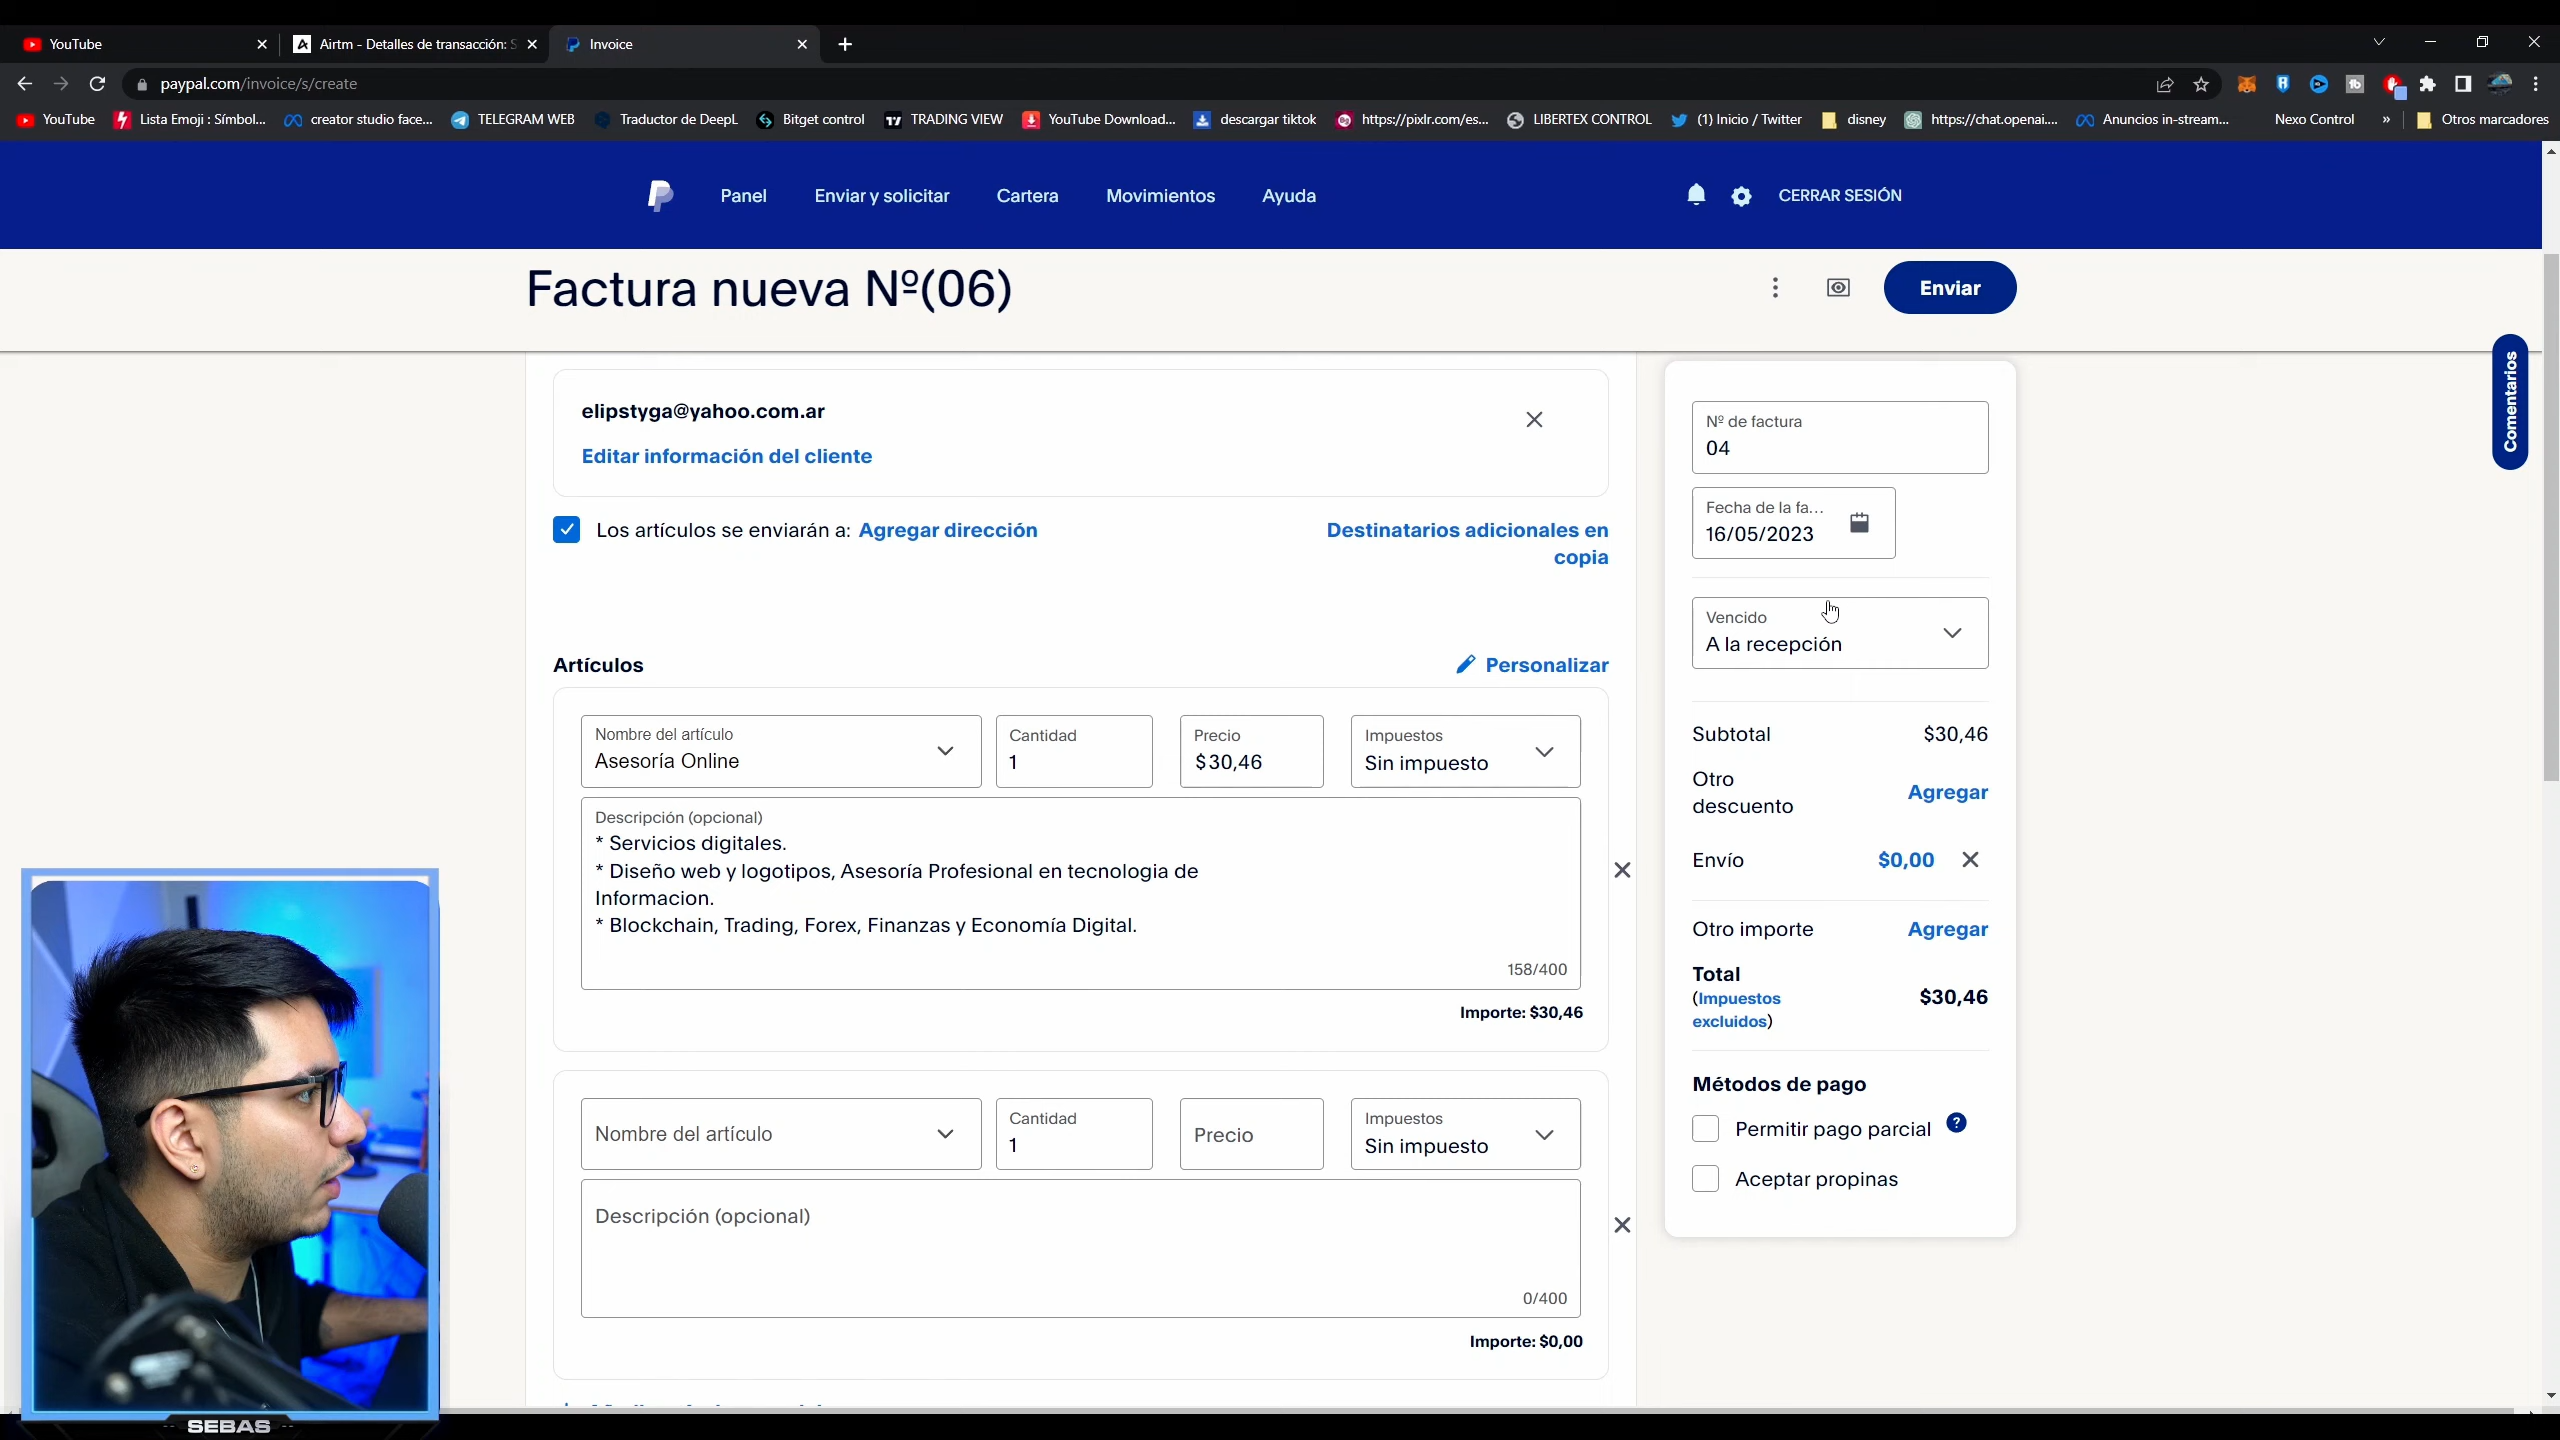 YouTube
Airtm - Detalles de transacción: S
Invoice
paypal.com/invoice/s/create
YouTube
Lista Emoji : Símbol...
creator studio face...
TELEGRAM WEB
Traductor de DeepL
Bitget control
TRADING VIEW
YouTube Download...
descargar tiktok
https://pixlr.com/es...
LIBERTEX CONTROL
(1) Inicio / Twitter
disney
https://chat.openai....
Anuncios in-stream...
Nexo Control
»
Otros marcadores
Panel
Enviar y solicitar
Cartera
Movimientos
Ayuda
CERRAR SESIÓN
Factura nueva Nº(06)
Enviar
Comentarios
elipstyga@yahoo.com.ar
Editar información del cliente
Los artículos se enviarán a: Agregar dirección
Destinatarios adicionales en
copia
Artículos
Personalizar
Nombre del artículo
Asesoría Online
Cantidad
1
Precio
$30,46
Impuestos
Sin impuesto
Descripción (opcional)
* Servicios digitales.
* Diseño web y logotipos, Asesoría Profesional en tecnologia de
Informacion.
* Blockchain, Trading, Forex, Finanzas y Economía Digital.
158/400
Importe: $30,46
Nombre del artículo
Cantidad
1
Precio
Impuestos
Sin impuesto
Descripción (opcional)
0/400
Importe: $0,00
Nº de factura
04
Fecha de la fa...
16/05/2023
Vencido
A la recepción
Subtotal
$30,46
Otro
descuento
Agregar
Envío
$0,00
Otro importe
Agregar
Total
(Impuestos
excluidos)
$30,46
Métodos de pago
Permitir pago parcial
?
Aceptar propinas
SEBAS